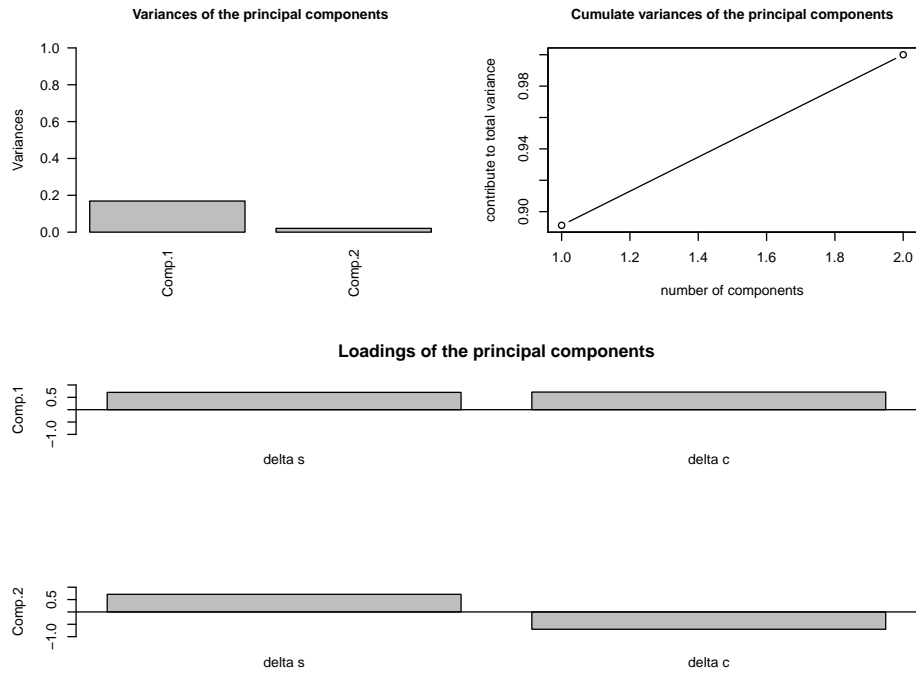 Variances of the principal components
Variances
1.0
0.8
0.6
0.4
0.2
0.0
Comp.1
Comp.2
Cumulate variances of the principal components
contribute to total variance
0.98
0.94
0.90
1.0 1.2 1.4 1.6 1.8 2.0
number of components
Loadings of the principal components
Comp.1
0.5
−1.0
delta s delta c
Comp.2
0.5
−1.0
delta s delta c